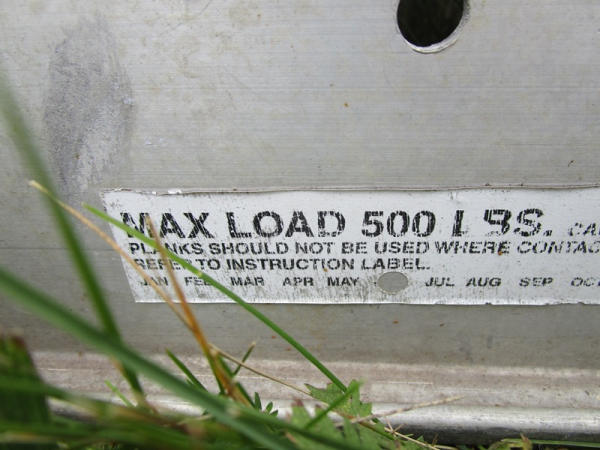 MAX LOAD 500 LBS. CA
PLANKS SHOULD NOT BE USED WHERE CONTAC
REFER TO INSTRUCTION LABEL.
JAN FEB MAR APR MAY JUL AUG SEP OCT